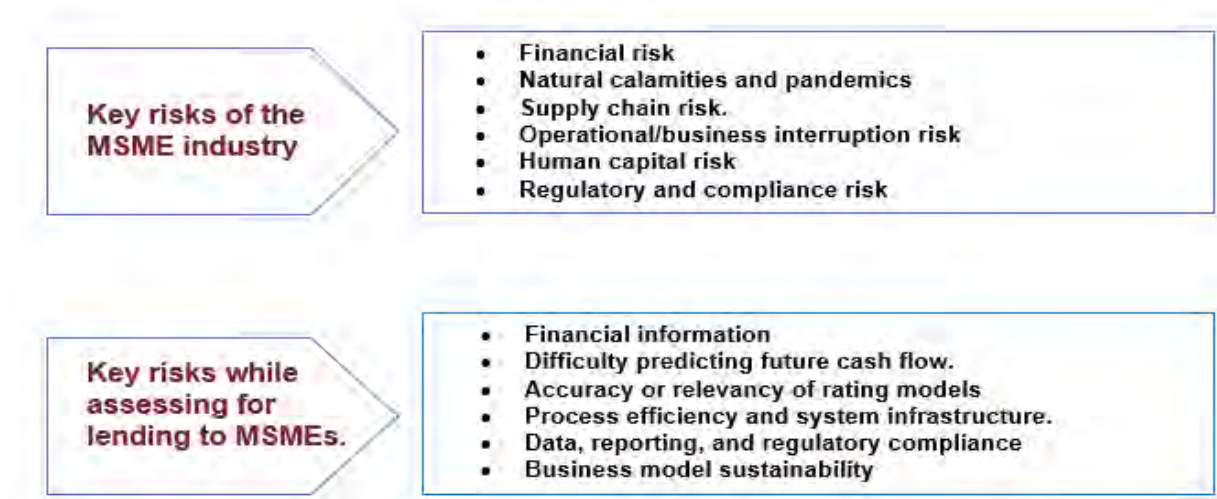 Key risks of the
MSME industry
• Financial risk
• Natural calamities and pandemics
• Supply chain risk.
• Operational/business interruption risk
• Human capital risk
• Regulatory and compliance risk
Key risks while
assessing for
lending to MSMEs.
• Financial information
• Difficulty predicting future cash flow.
• Accuracy or relevancy of rating models
• Process efficiency and system infrastructure.
• Data, reporting, and regulatory compliance
• Business model sustainability